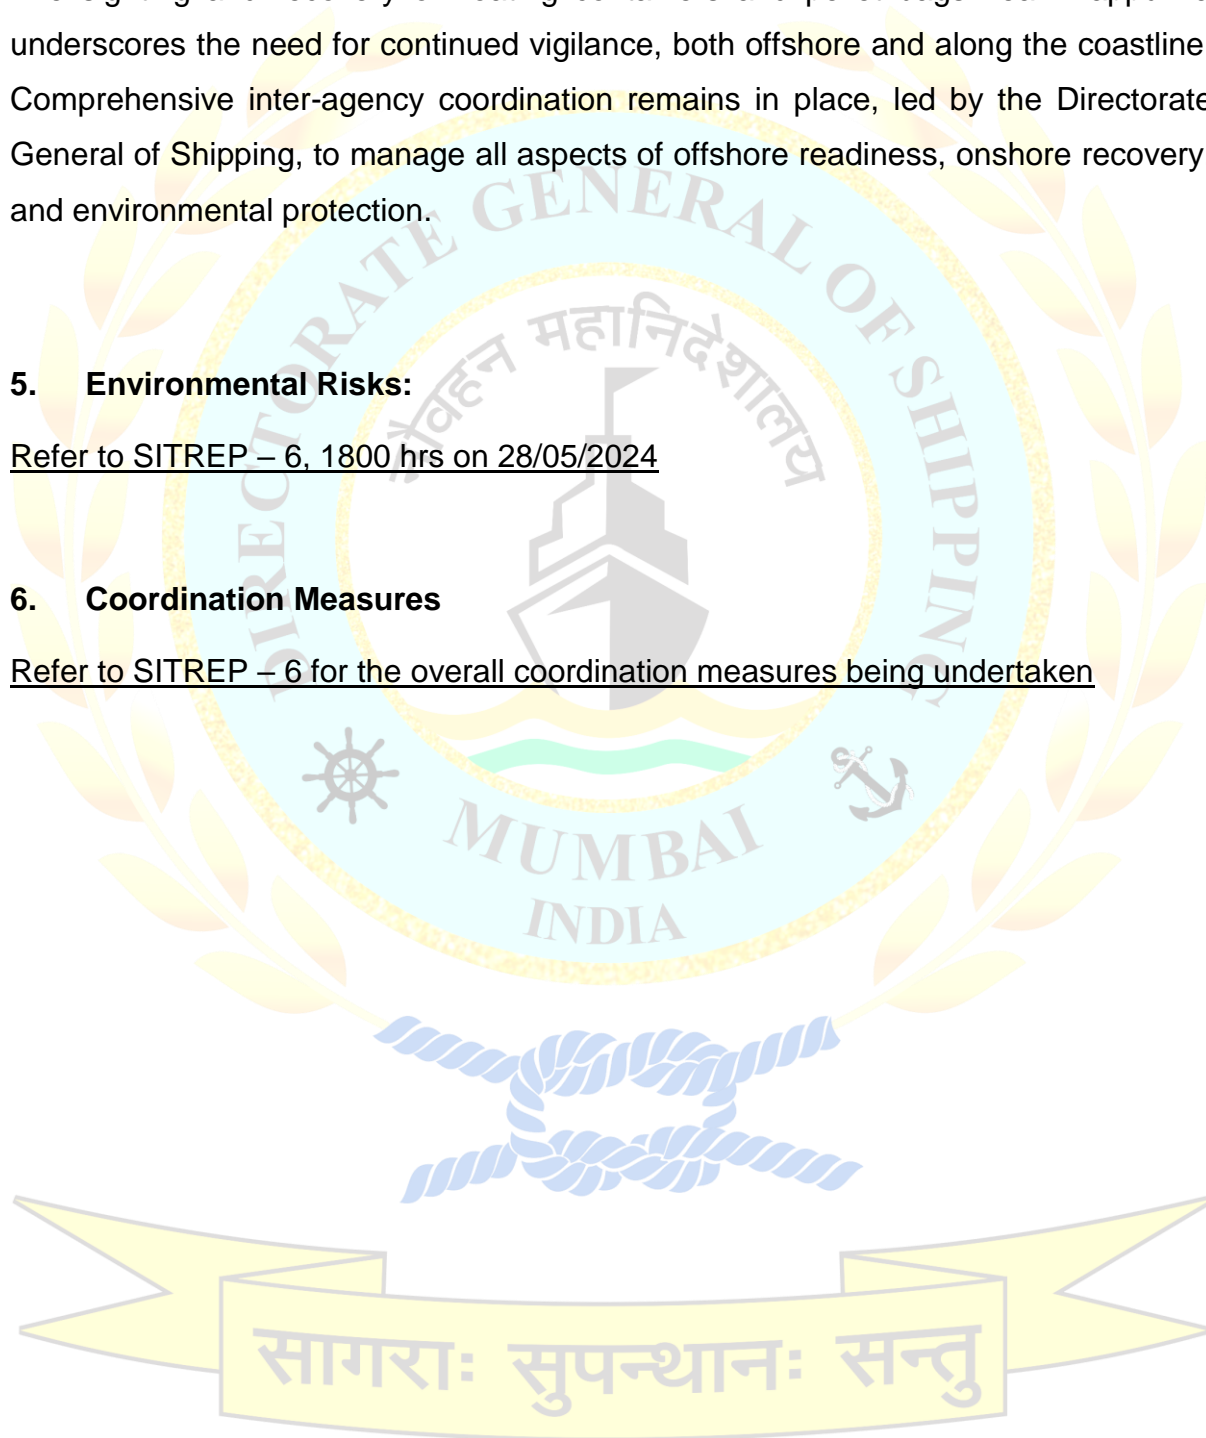 underscores the need for continued vigilance, both offshore and along the coastline
Comprehensive inter-agency coordination remains in place, led by the Directorate
General of Shipping, to manage all aspects of offshore readiness, onshore recovery
and environmental protection.
5. Environmental Risks:
Refer to SITREP – 6, 1800 hrs on 28/05/2024
6. Coordination Measures
Refer to SITREP – 6 for the overall coordination measures being undertaken
DIRECTORATE GENERAL OF SHIPPING
नौवहन महानिदेशालय
MUMBAI
INDIA
सागराः सुपन्थानः सन्तु